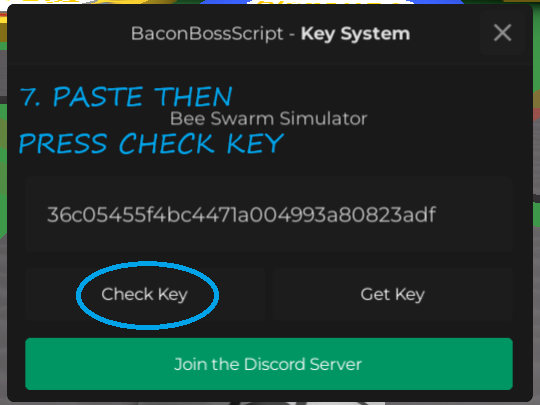 BaconBossScript - Key System
7. PASTE THEN
Bee Swarm Simulator
PRESS CHECK KEY
36c05455f4bc4471a004993a80823adf
Check Key
Get Key
Join the Discord Server